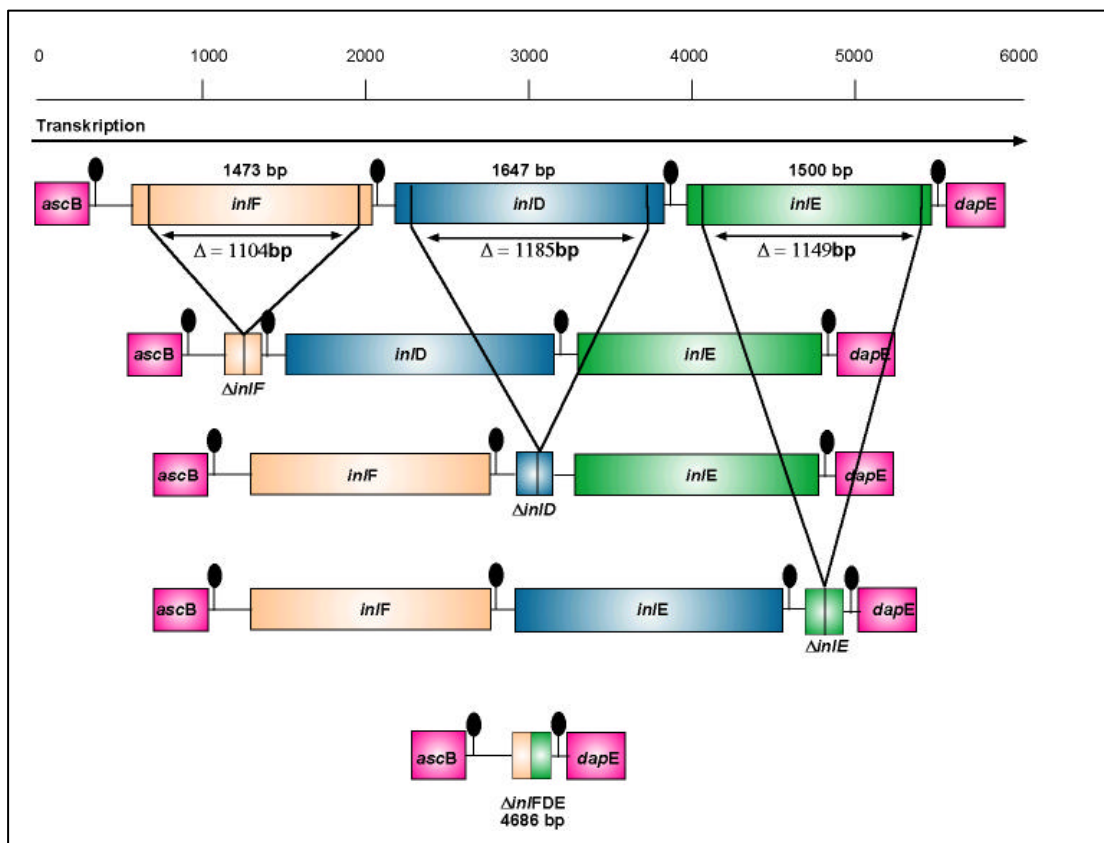 0 1000 2000 3000 4000 5000 6000
Transkription
1473 bp 1647 bp 1500 bp
ascB inlF inlD inlE dapE
Δ = 1104bp Δ = 1185bp Δ = 1149bp
ascB inlD inlE dapE
ΔinlF
ascB inlF inlE dapE
ΔinlD
ascB inlF inlE dapE
ΔinlE
ascB dapE
ΔinlFDE
4686 bp